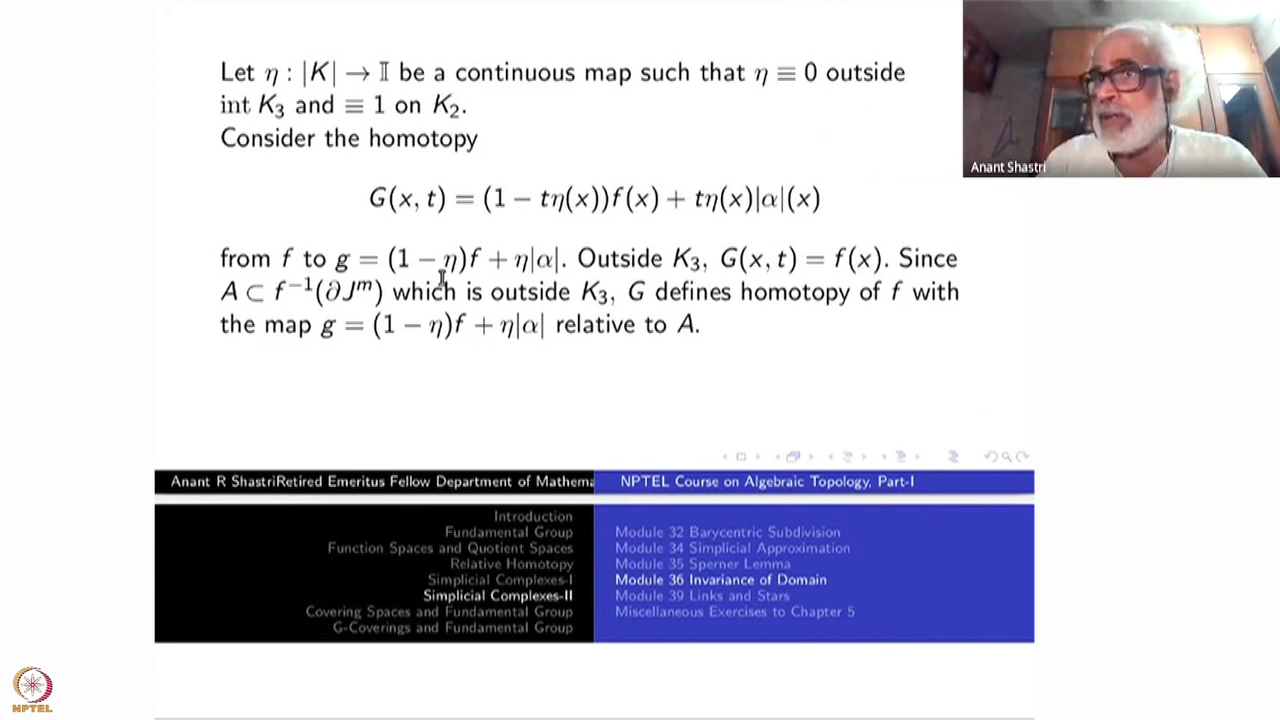 Let η : |K| → 𝕀 be a continuous map such that η ≡ 0 outside
int K₃ and ≡ 1 on K₂.
Consider the homotopy
G(x, t) = (1 − tη(x))f(x) + tη(x)|α|(x)
from f to g = (1 − η)f + η|α|. Outside K₃, G(x, t) = f(x). Since
A ⊂ f⁻¹(∂Jᵐ) which is outside K₃, G defines homotopy of f with
the map g = (1 − η)f + η|α| relative to A.
Anant Shastri
Anant R ShastriRetired Emeritus Fellow Department of Mathema
NPTEL Course on Algebraic Topology, Part-I
Introduction
Fundamental Group
Function Spaces and Quotient Spaces
Relative Homotopy
Simplicial Complexes-I
Simplicial Complexes-II
Covering Spaces and Fundamental Group
G-Coverings and Fundamental Group
Module 32 Barycentric Subdivision
Module 34 Simplicial Approximation
Module 35 Sperner Lemma
Module 36 Invariance of Domain
Module 39 Links and Stars
Miscellaneous Exercises to Chapter 5
NPTEL